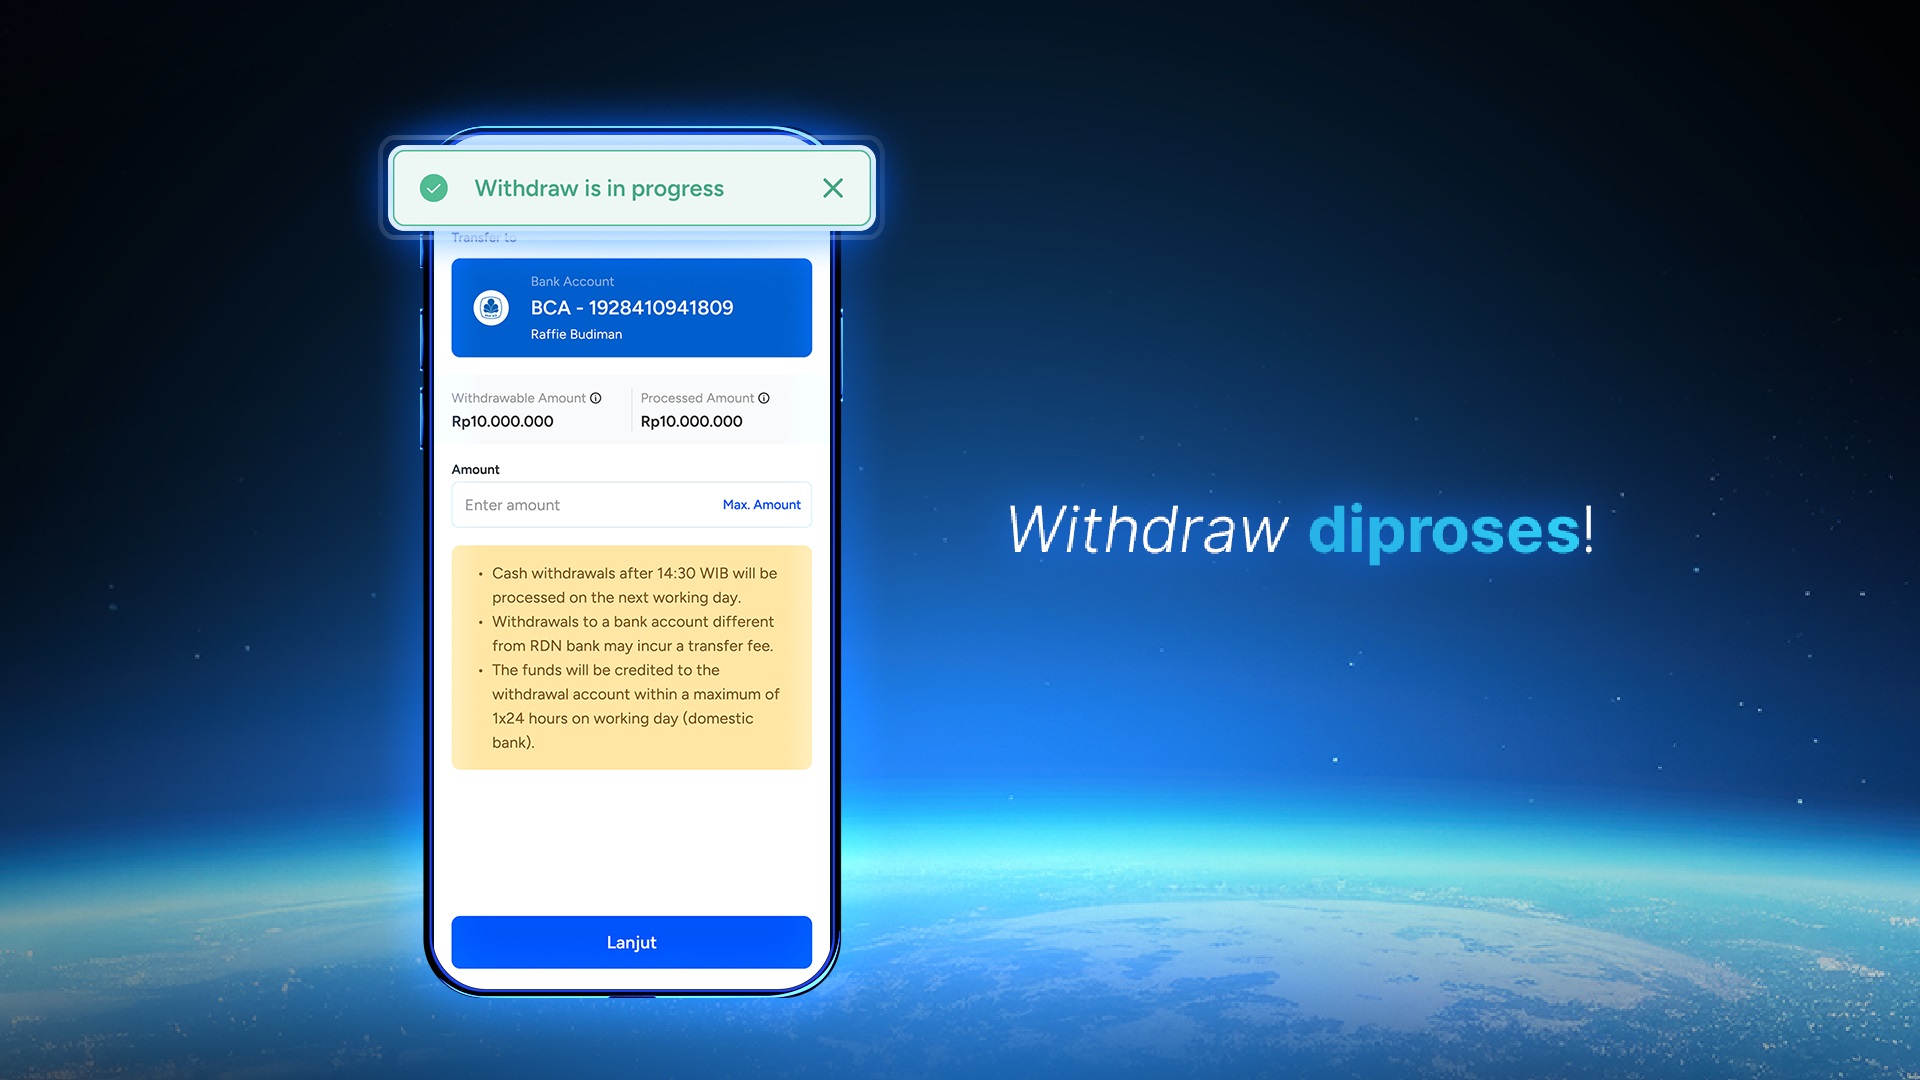 Withdraw is in progress
Transfer to
Bank Account
BCA - 1928410941809
Raffie Budiman
Withdrawable Amount
Rp10.000.000
Processed Amount
Rp10.000.000
Amount
Enter amount
Max. Amount
• Cash withdrawals after 14:30 WIB will be
processed on the next working day.
• Withdrawals to a bank account different
from RDN bank may incur a transfer fee.
• The funds will be credited to the
withdrawal account within a maximum of
1x24 hours on working day (domestic
bank).
Lanjut
Withdraw diproses!